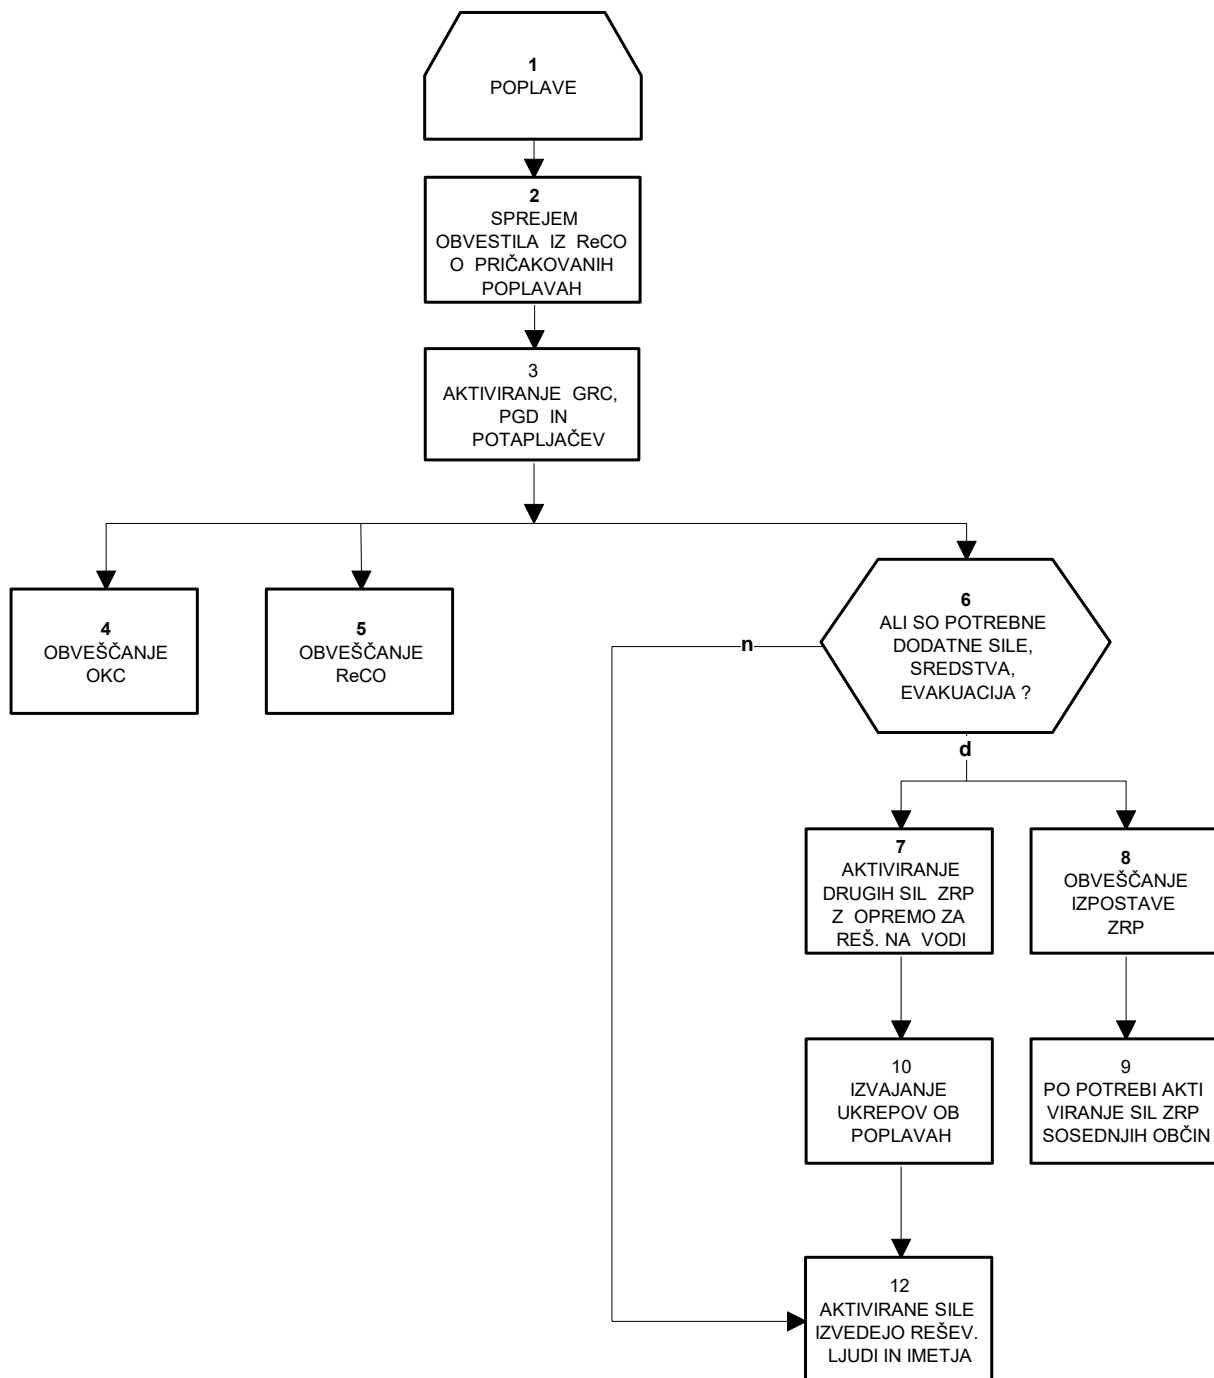 1
POPLAVE
2
SPREJEM
OBVESTILA IZ ReCO
O PRIČAKOVANIH
POPLAVAH
3
AKTIVIRANJE GRC,
PGD IN
POTAPLJAČEV
4
OBVEŠČANJE
OKC
5
OBVEŠČANJE
ReCO
6
ALI SO POTREBNE
DODATNE SILE,
SREDSTVA,
EVAKUACIJA ?
n
d
7
AKTIVIRANJE
DRUGIH SIL ZRP
Z OPREMO ZA
REŠ. NA VODI
8
OBVEŠČANJE
IZPOSTAVE
ZRP
10
IZVAJANJE
UKREPOV OB
POPLAVAH
9
PO POTREBI AKTI
VIRANJE SIL ZRP
SOSEDNJIH OBČIN
12
AKTIVIRANE SILE
IZVEDEJO REŠEV.
LJUDI IN IMETJA